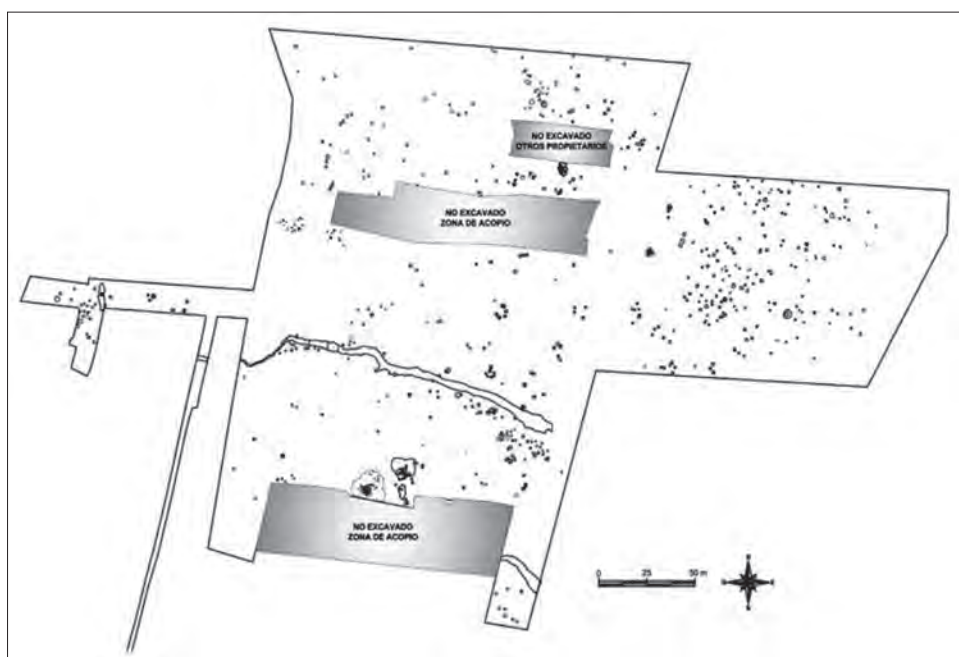 NO EXCAVADO
OTROS PROPIETARIOS
NO EXCAVADO
ZONA DE ACOPIO
NO EXCAVADO
ZONA DE ACOPIO
0 25 50 m